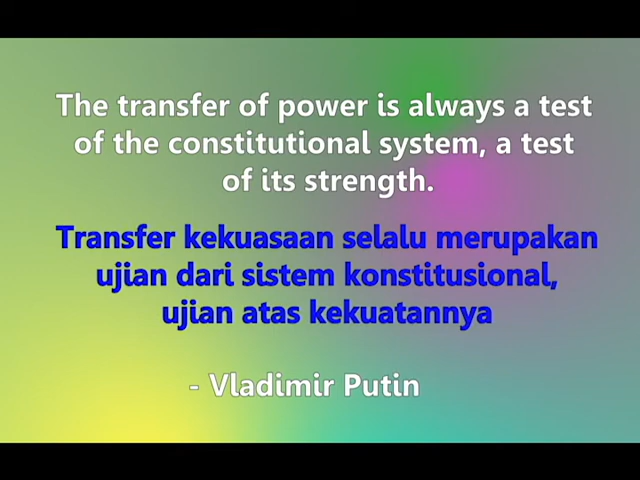 The transfer of power is always a test
of the constitutional system, a test
of its strength.
Transfer kekuasaan selalu merupakan
ujian dari sistem konstitusional,
ujian atas kekuatannya
- Vladimir Putin